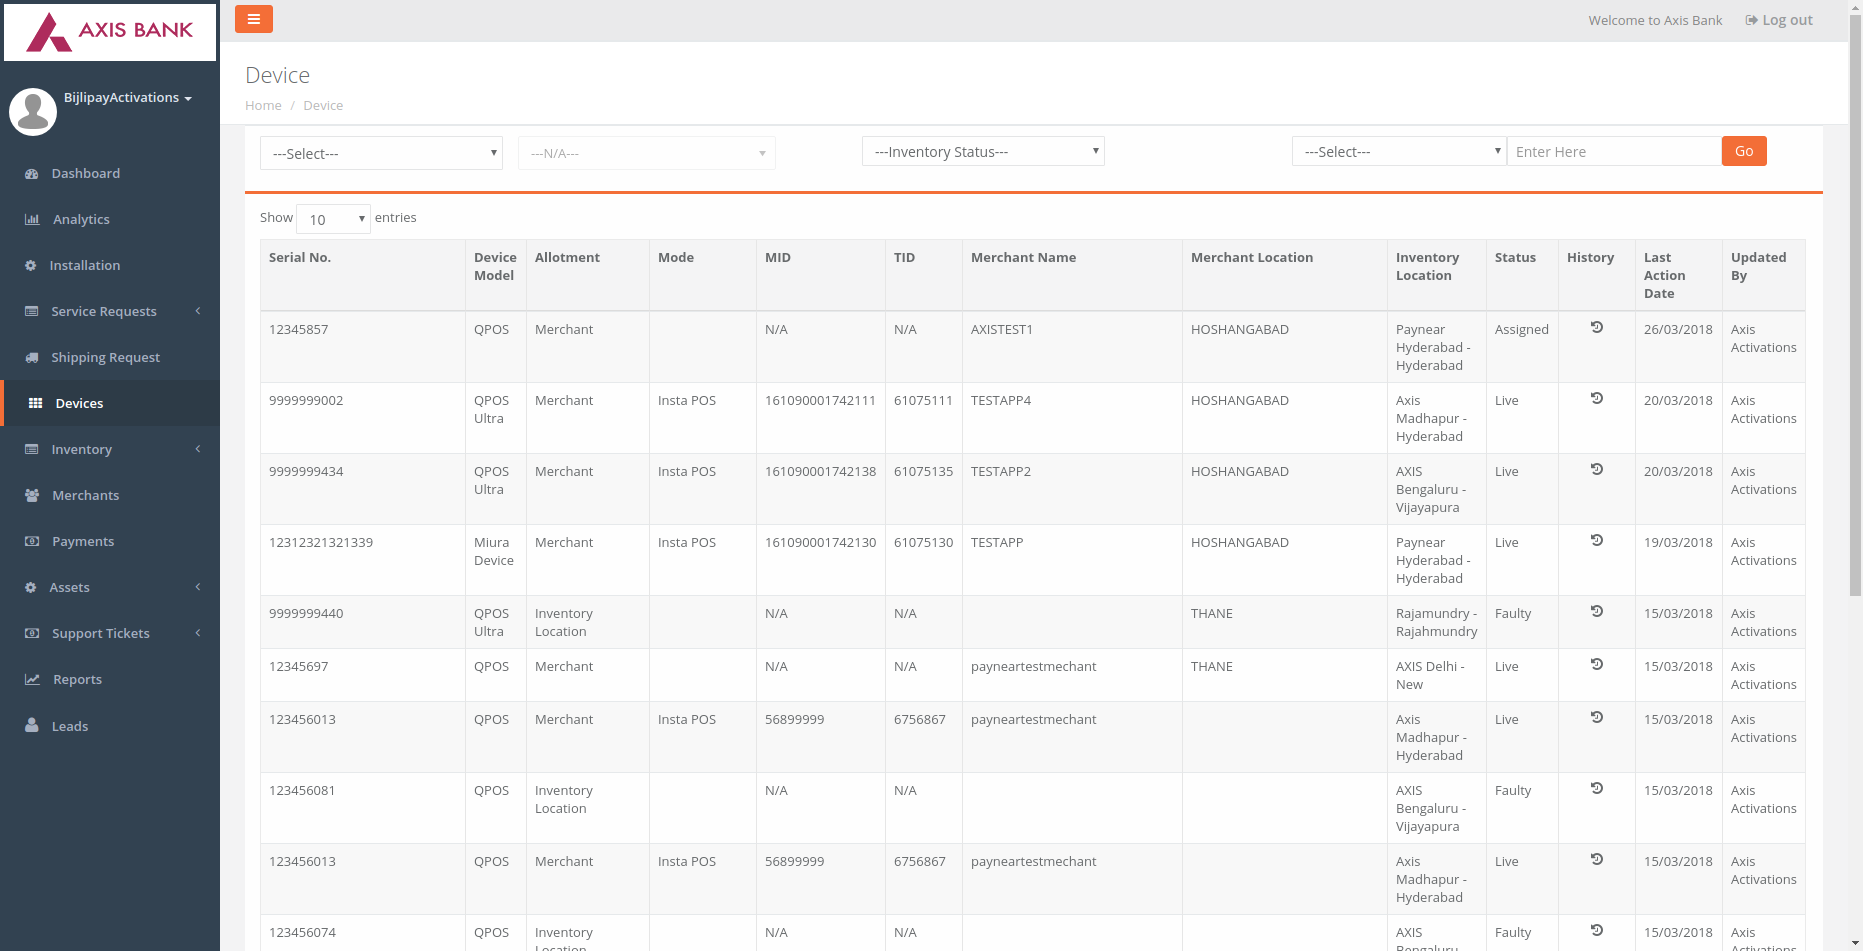 AXIS BANK
BijlipayActivations
Dashboard
Analytics
Installation
Service Requests
Shipping Request
Devices
Inventory
Merchants
Payments
Assets
Support Tickets
Reports
Leads
Welcome to Axis Bank Log out
Device
Home / Device
---Select--- ---N/A--- ---Inventory Status--- ---Select--- Enter Here Go
Show 10 entries
Serial No. Device Allotment Mode MID TID Merchant Name Merchant Location Inventory Status History Last Updated
Model Location Action By
Date
12345857 QPOS Merchant N/A N/A AXISTEST1 HOSHANGABAD Paynear Assigned 26/03/2018 Axis
Hyderabad - Activations
Hyderabad
9999999002 QPOS Merchant Insta POS 161090001742111 61075111 TESTAPP4 HOSHANGABAD Axis Live 20/03/2018 Axis
Ultra Madhapur - Activations
Hyderabad
9999999434 QPOS Merchant Insta POS 161090001742138 61075135 TESTAPP2 HOSHANGABAD AXIS Live 20/03/2018 Axis
Ultra Bengaluru - Activations
Vijayapura
12312321321339 Miura Merchant Insta POS 161090001742130 61075130 TESTAPP HOSHANGABAD Paynear Live 19/03/2018 Axis
Device Hyderabad - Activations
Hyderabad
9999999440 QPOS Inventory N/A N/A THANE Rajamundry - Faulty 15/03/2018 Axis
Ultra Location Rajahmundry Activations
12345697 QPOS Merchant N/A N/A payneartestmechant THANE AXIS Delhi - Live 15/03/2018 Axis
New Activations
123456013 QPOS Merchant Insta POS 56899999 6756867 payneartestmechant Axis Live 15/03/2018 Axis
Madhapur - Activations
Hyderabad
123456081 QPOS Inventory N/A N/A AXIS Faulty 15/03/2018 Axis
Location Bengaluru - Activations
Vijayapura
123456013 QPOS Merchant Insta POS 56899999 6756867 payneartestmechant Axis Live 15/03/2018 Axis
Madhapur - Activations
Hyderabad
123456074 QPOS Inventory N/A N/A AXIS Faulty 15/03/2018 Axis
Location Bengaluru - Activations